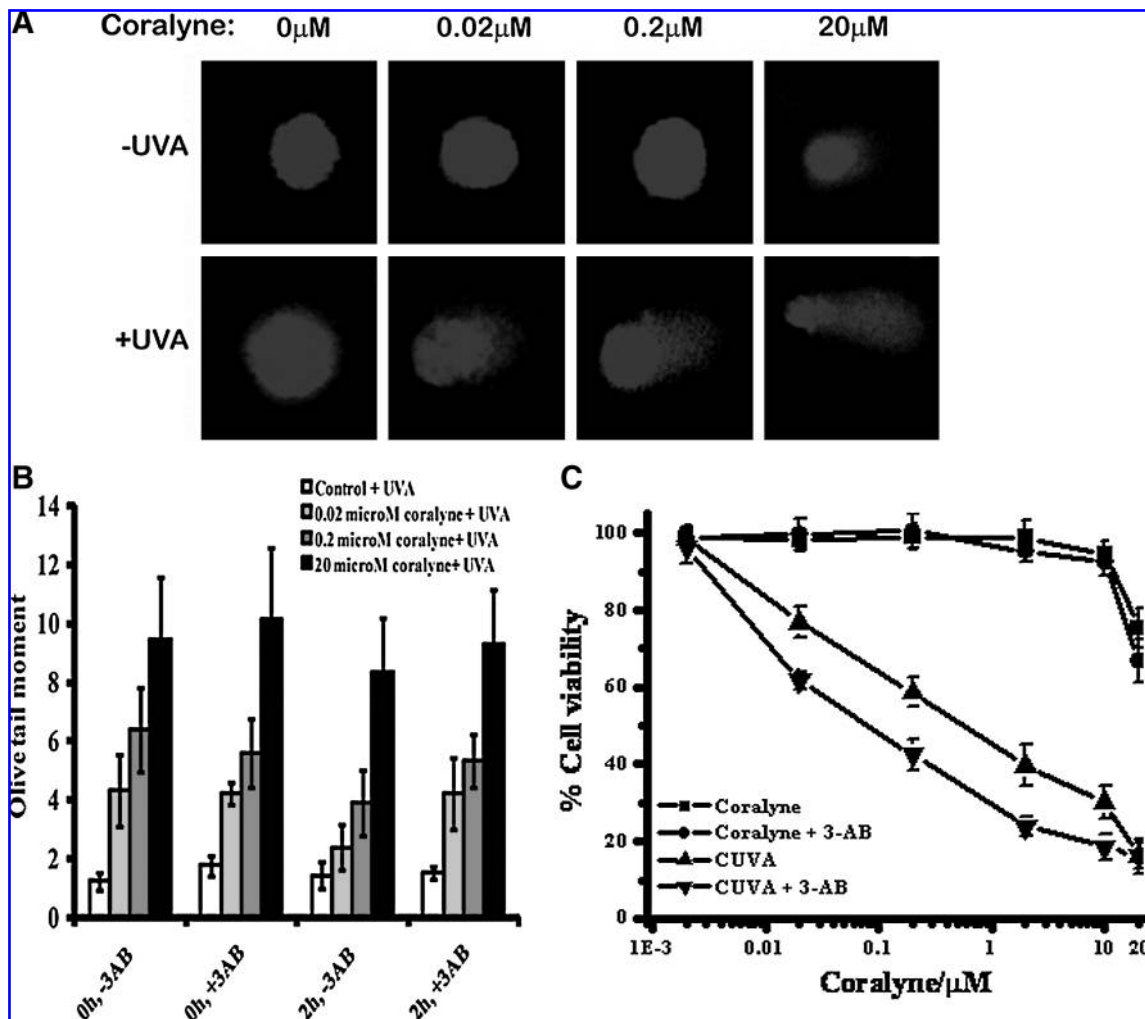 A
Coralyne: 0μM 0.02μM 0.2μM 20μM
-UVA
+UVA
B
Control + UVA
0.02 microM coralyne+ UVA
0.2 microM coralyne+ UVA
20 microM coralyne+ UVA
14
12
10
8
6
4
2
0
Olive tail moment
0h, -3AB
0h, +3AB
2h, -3AB
2h, +3AB
C
100
80
60
40
20
0
% Cell viability
Coralyne
Coralyne + 3-AB
CUVA
CUVA + 3-AB
1E-3 0.01 0.1 1 10 20
Coralyne/μM